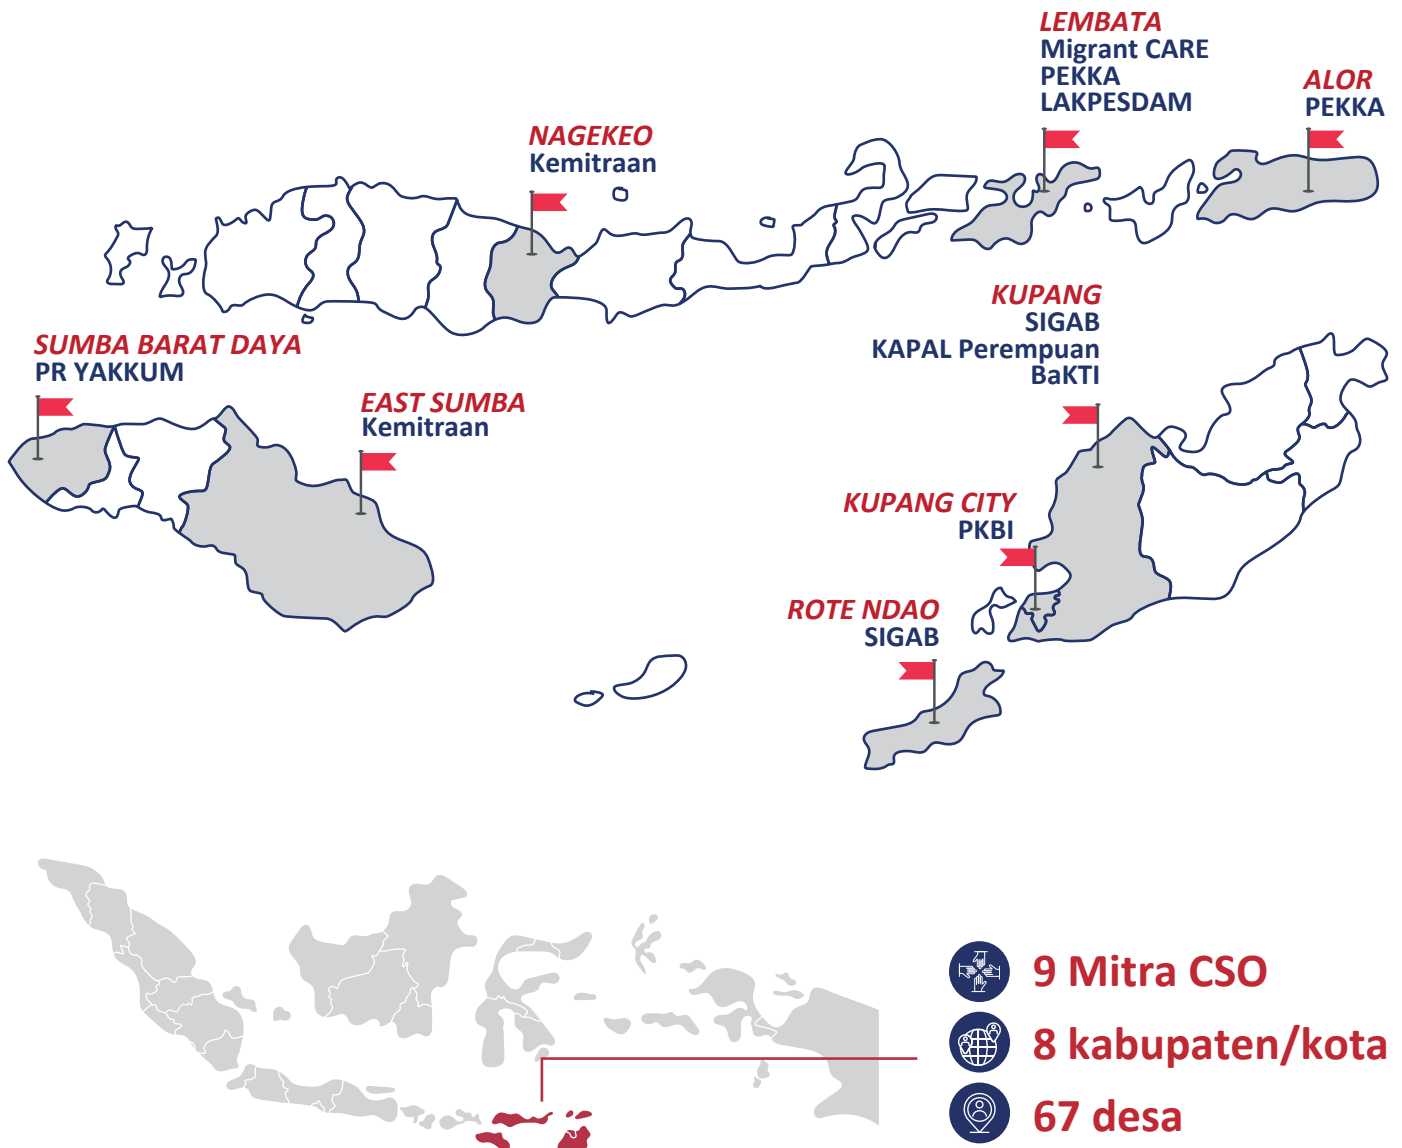 LEMBATA
Migrant CARE
PEKKA
LAKPESDAM
ALOR
PEKKA
NAGEKEO
Kemitraan
KUPANG
SIGAB
KAPAL Perempuan
BaKTI
SUMBA BARAT DAYA
PR YAKKUM
EAST SUMBA
Kemitraan
KUPANG CITY
PKBI
ROTE NDAO
SIGAB
9 Mitra CSO
8 kabupaten/kota
67 desa